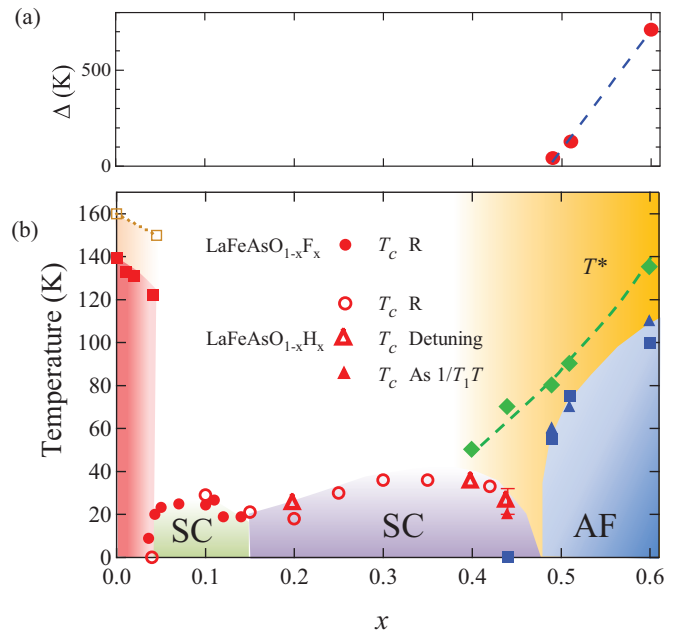 (a)
Δ (K)
500
0
(b)
Temperature (K)
160
140
120
100
80
60
40
20
0
LaFeAsO1-xFx Tc R
Tc R
LaFeAsO1-xHx Tc Detuning
Tc As 1/T1T
T*
SC
SC
AF
0.0 0.1 0.2 0.3 0.4 0.5 0.6
x